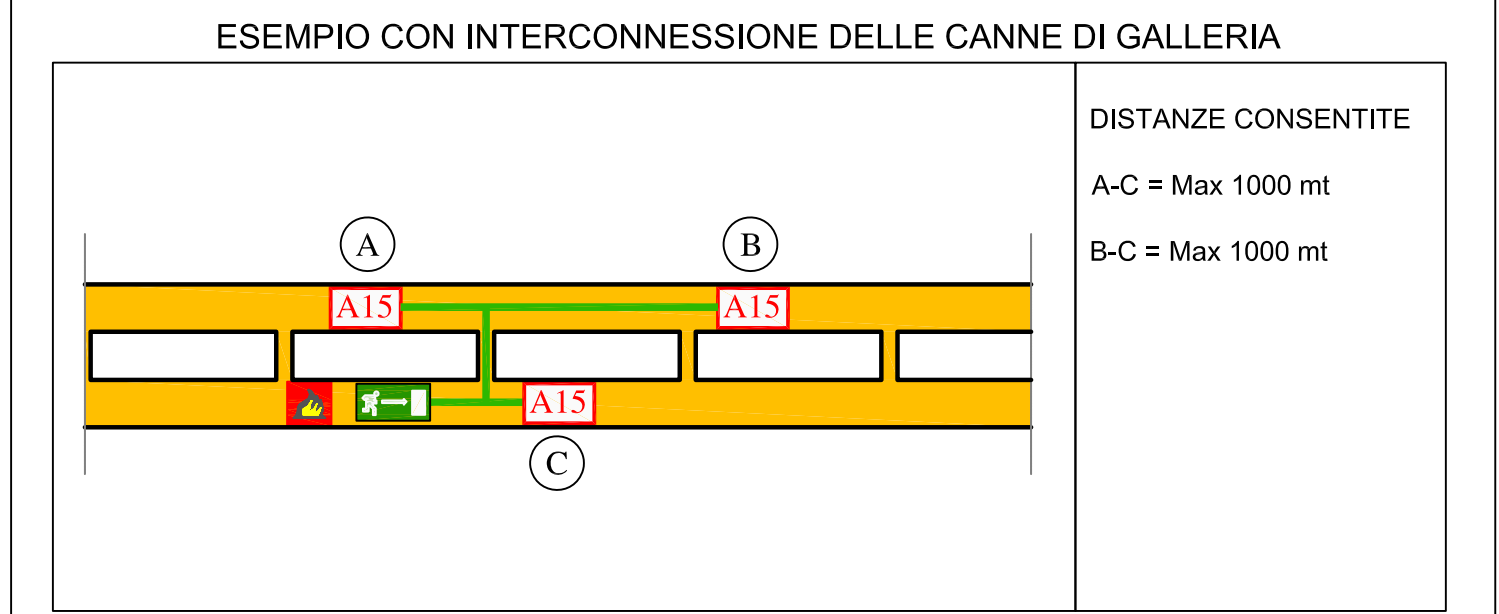 ESEMPIO CON INTERCONNESSIONE DELLE CANNE DI GALLERIA
DISTANZE CONSENTITE
A-C = Max 1000 mt
B-C = Max 1000 mt
A
B
A15
A15
A15
C